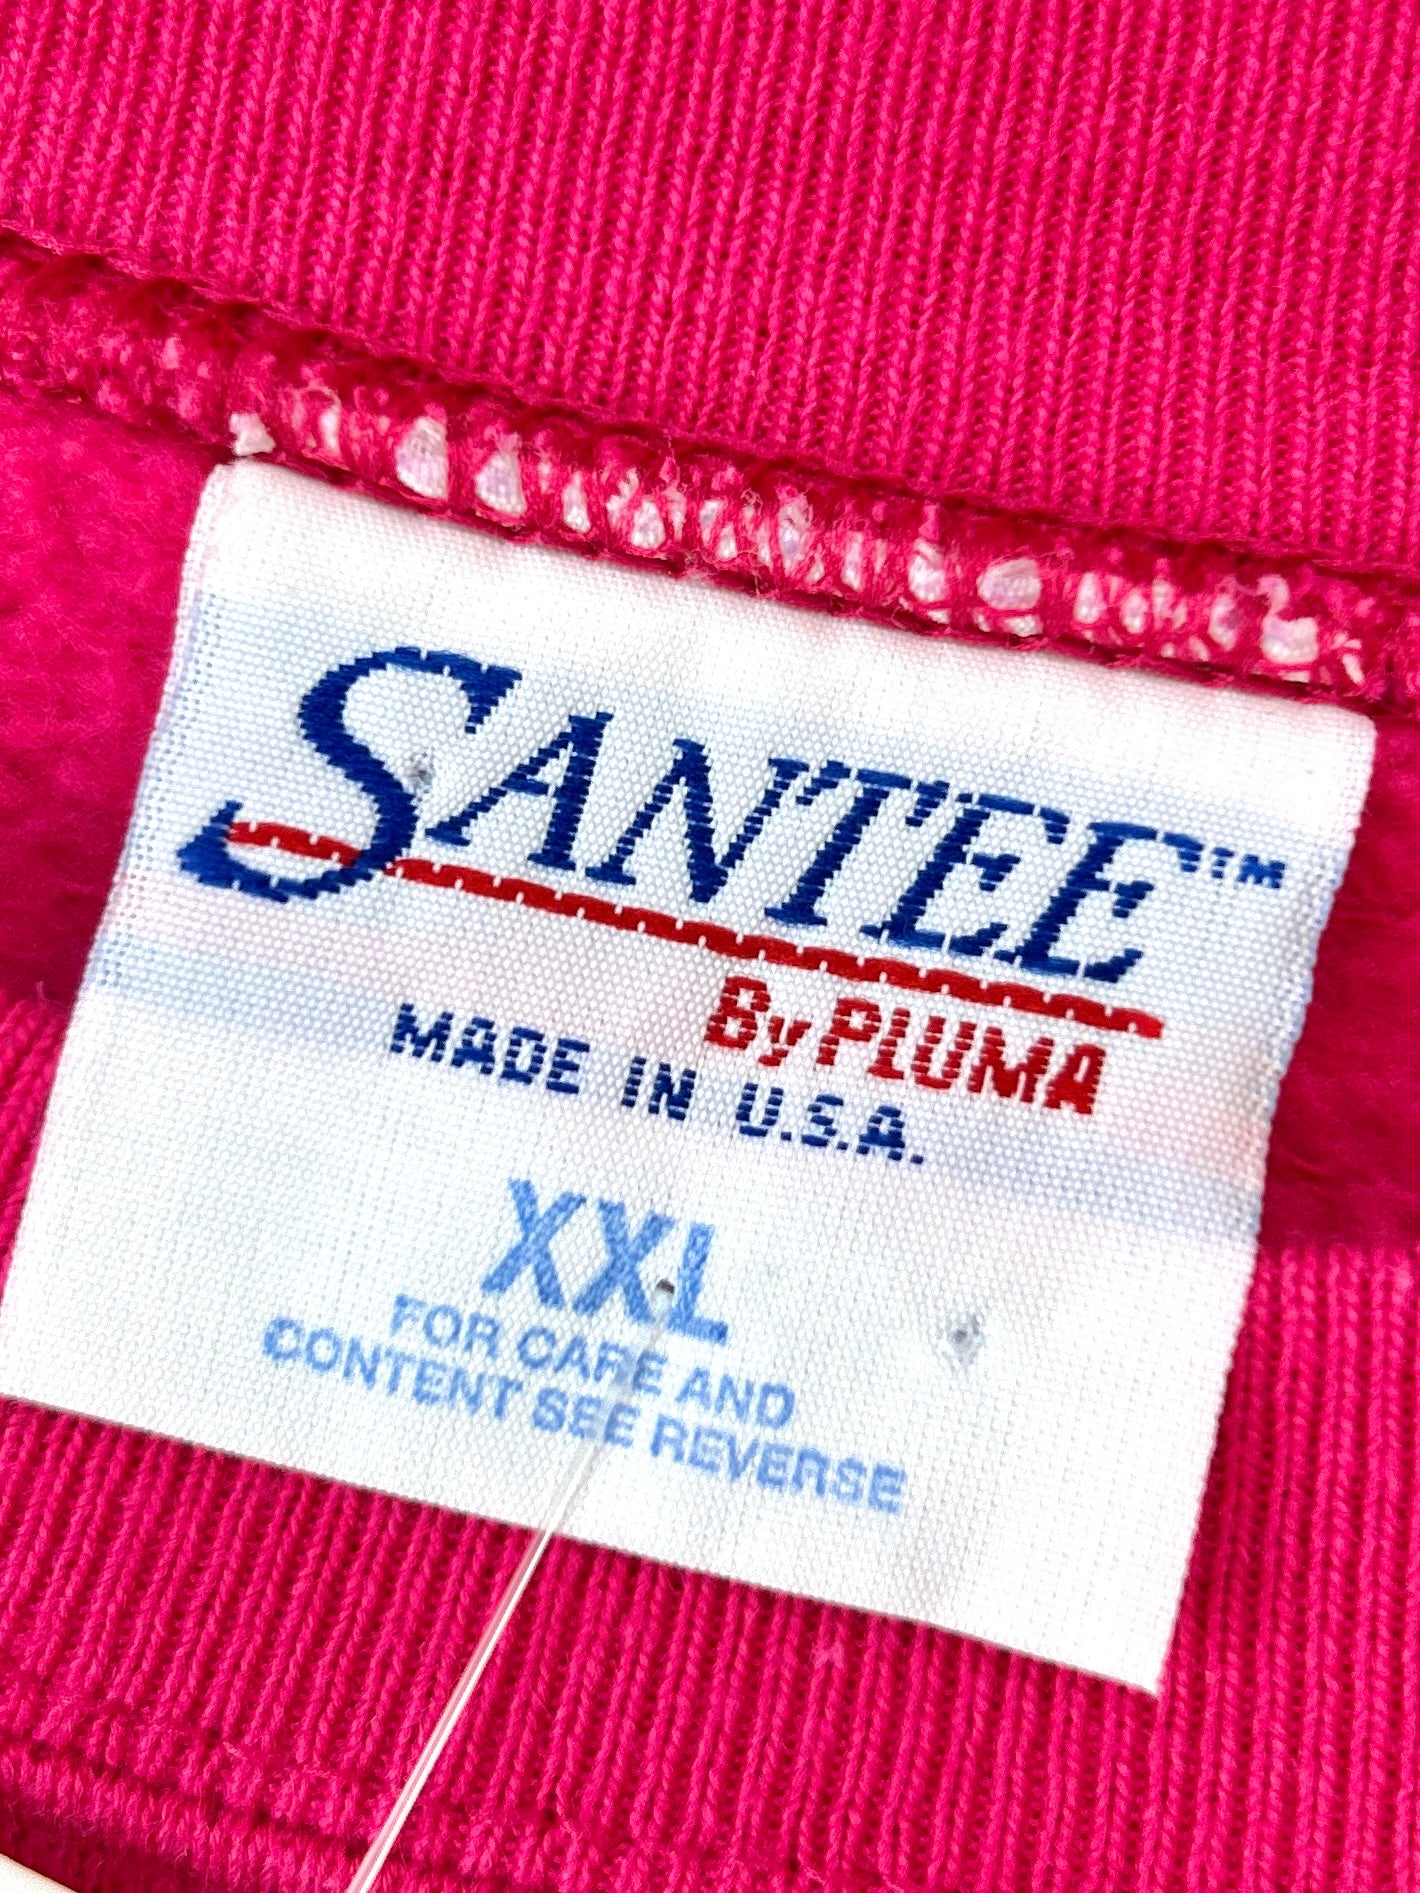 SANTEE™
By PLUMA
MADE IN U.S.A.
XXL
FOR CARE AND
CONTENT SEE REVERSE